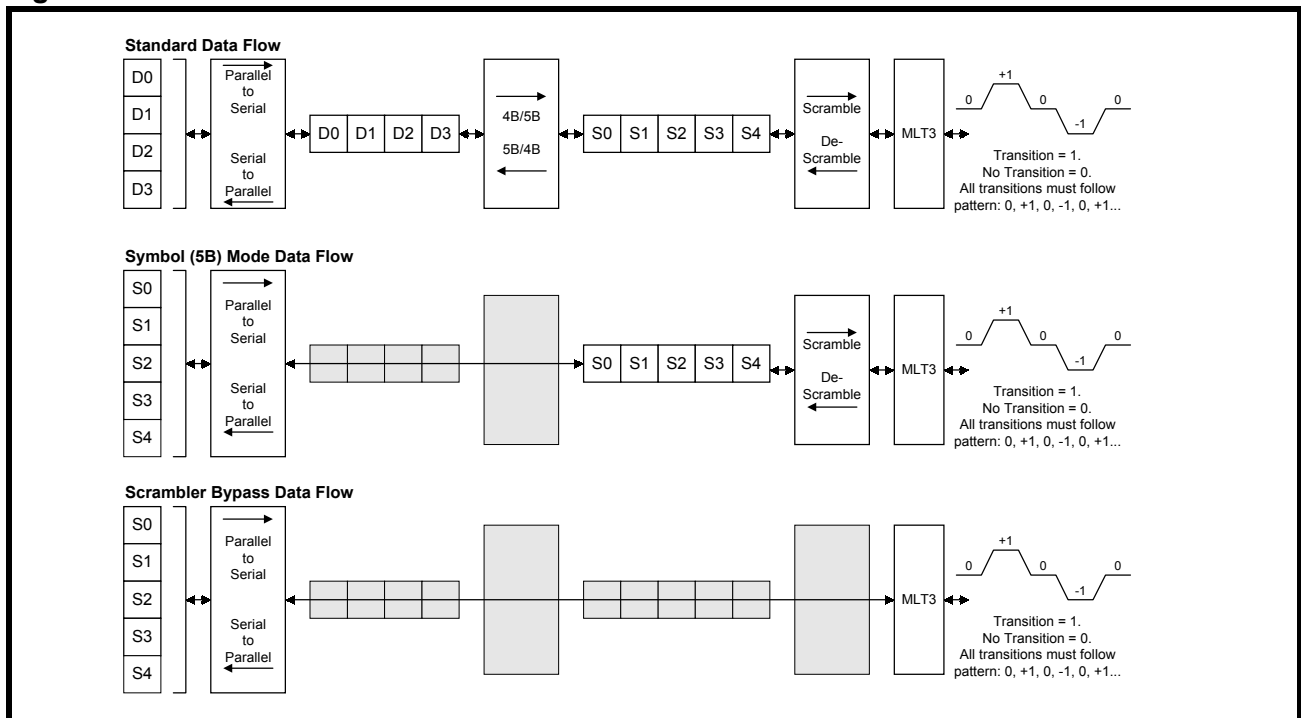 Standard Data Flow
D0
D1
D2
D3
Parallel
to
Serial
Serial
to
Parallel
D0 D1 D2 D3
4B/5B
5B/4B
S0 S1 S2 S3 S4
Scramble
De-
Scramble
MLT3
0 +1 0 -1 0
Transition = 1.
No Transition = 0.
All transitions must follow
pattern: 0, +1, 0, -1, 0, +1...
Symbol (5B) Mode Data Flow
S0
S1
S2
S3
S4
Parallel
to
Serial
Serial
to
Parallel
S0 S1 S2 S3 S4
Scramble
De-
Scramble
MLT3
0 +1 0 -1 0
Transition = 1.
No Transition = 0.
All transitions must follow
pattern: 0, +1, 0, -1, 0, +1...
Scrambler Bypass Data Flow
S0
S1
S2
S3
S4
Parallel
to
Serial
Serial
to
Parallel
MLT3
0 +1 0 -1 0
Transition = 1.
No Transition = 0.
All transitions must follow
pattern: 0, +1, 0, -1, 0, +1...